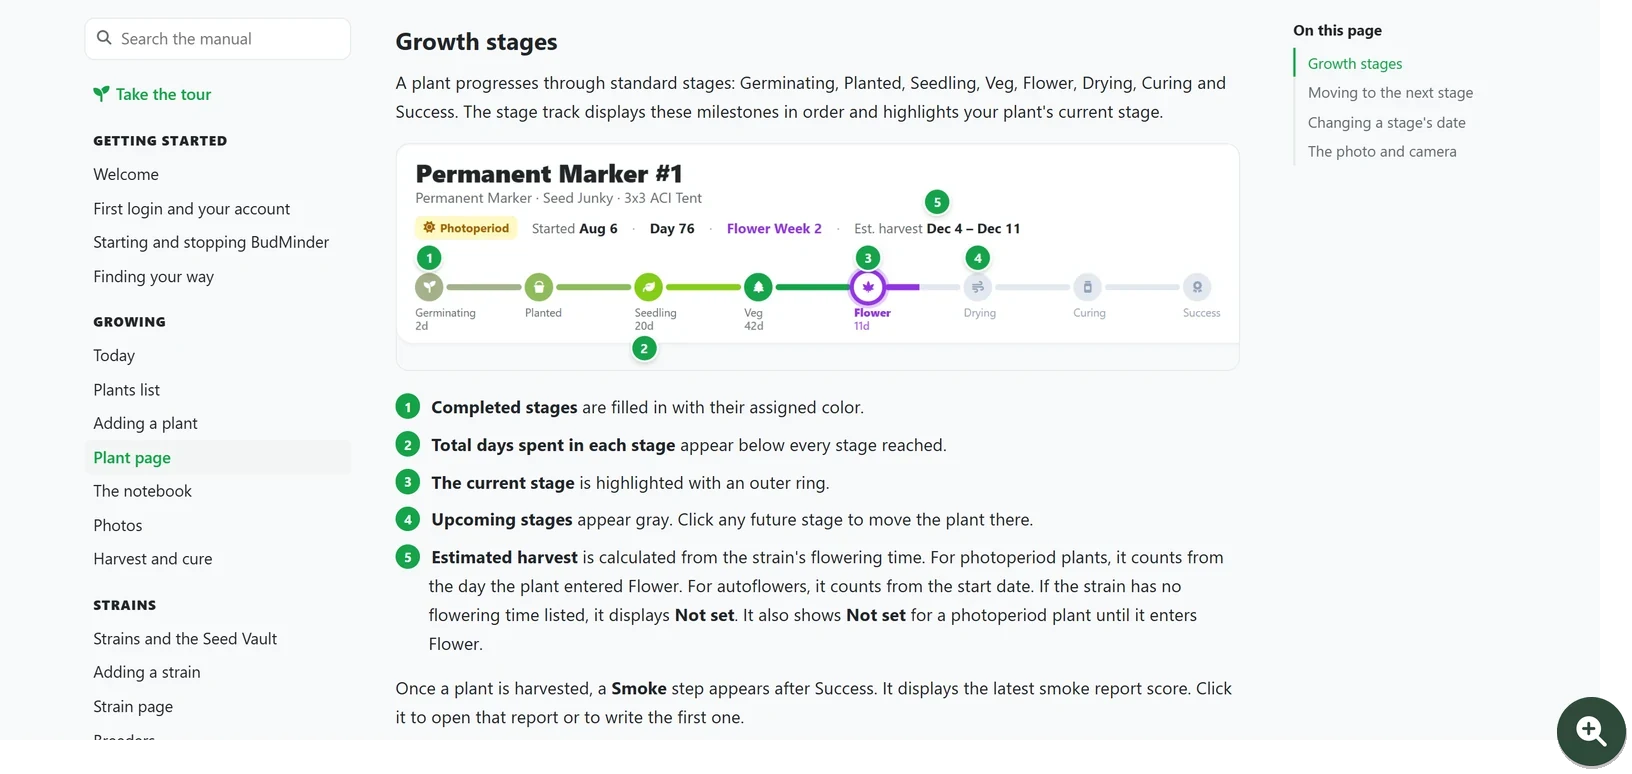 Search the manual
Take the tour
GETTING STARTED
Welcome
First login and your account
Starting and stopping BudMinder
Finding your way
GROWING
Today
Plants list
Adding a plant
Plant page
The notebook
Photos
Harvest and cure
STRAINS
Strains and the Seed Vault
Adding a strain
Strain page
Growth stages
A plant progresses through standard stages: Germinating, Planted, Seedling, Veg, Flower, Drying, Curing and
Success. The stage track displays these milestones in order and highlights your plant's current stage.
Permanent Marker #1
Permanent Marker · Seed Junky · 3x3 ACI Tent
5
Photoperiod Started Aug 6 · Day 76 · Flower Week 2 · Est. harvest Dec 4 – Dec 11
1 3 4
Germinating Planted Seedling Veg Flower Drying Curing Success
2d 20d 42d 11d
2
1 Completed stages are filled in with their assigned color.
2 Total days spent in each stage appear below every stage reached.
3 The current stage is highlighted with an outer ring.
4 Upcoming stages appear gray. Click any future stage to move the plant there.
5 Estimated harvest is calculated from the strain's flowering time. For photoperiod plants, it counts from
the day the plant entered Flower. For autoflowers, it counts from the start date. If the strain has no
flowering time listed, it displays Not set. It also shows Not set for a photoperiod plant until it enters
Flower.
Once a plant is harvested, a Smoke step appears after Success. It displays the latest smoke report score. Click
it to open that report or to write the first one.
On this page
Growth stages
Moving to the next stage
Changing a stage's date
The photo and camera